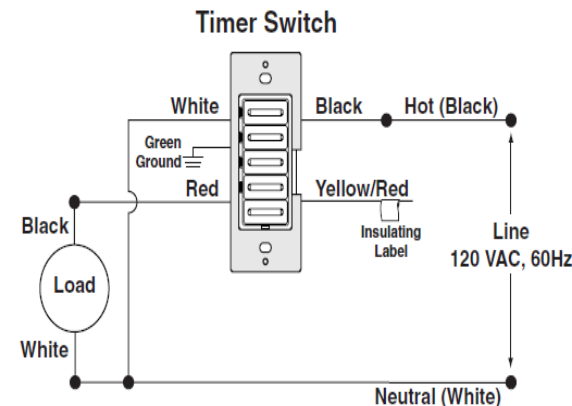 Timer Switch
White
Black
Hot (Black)
Green
Ground
Red
Yellow/Red
Black
Insulating
Label
Line
120 VAC, 60Hz
Load
White
Neutral (White)